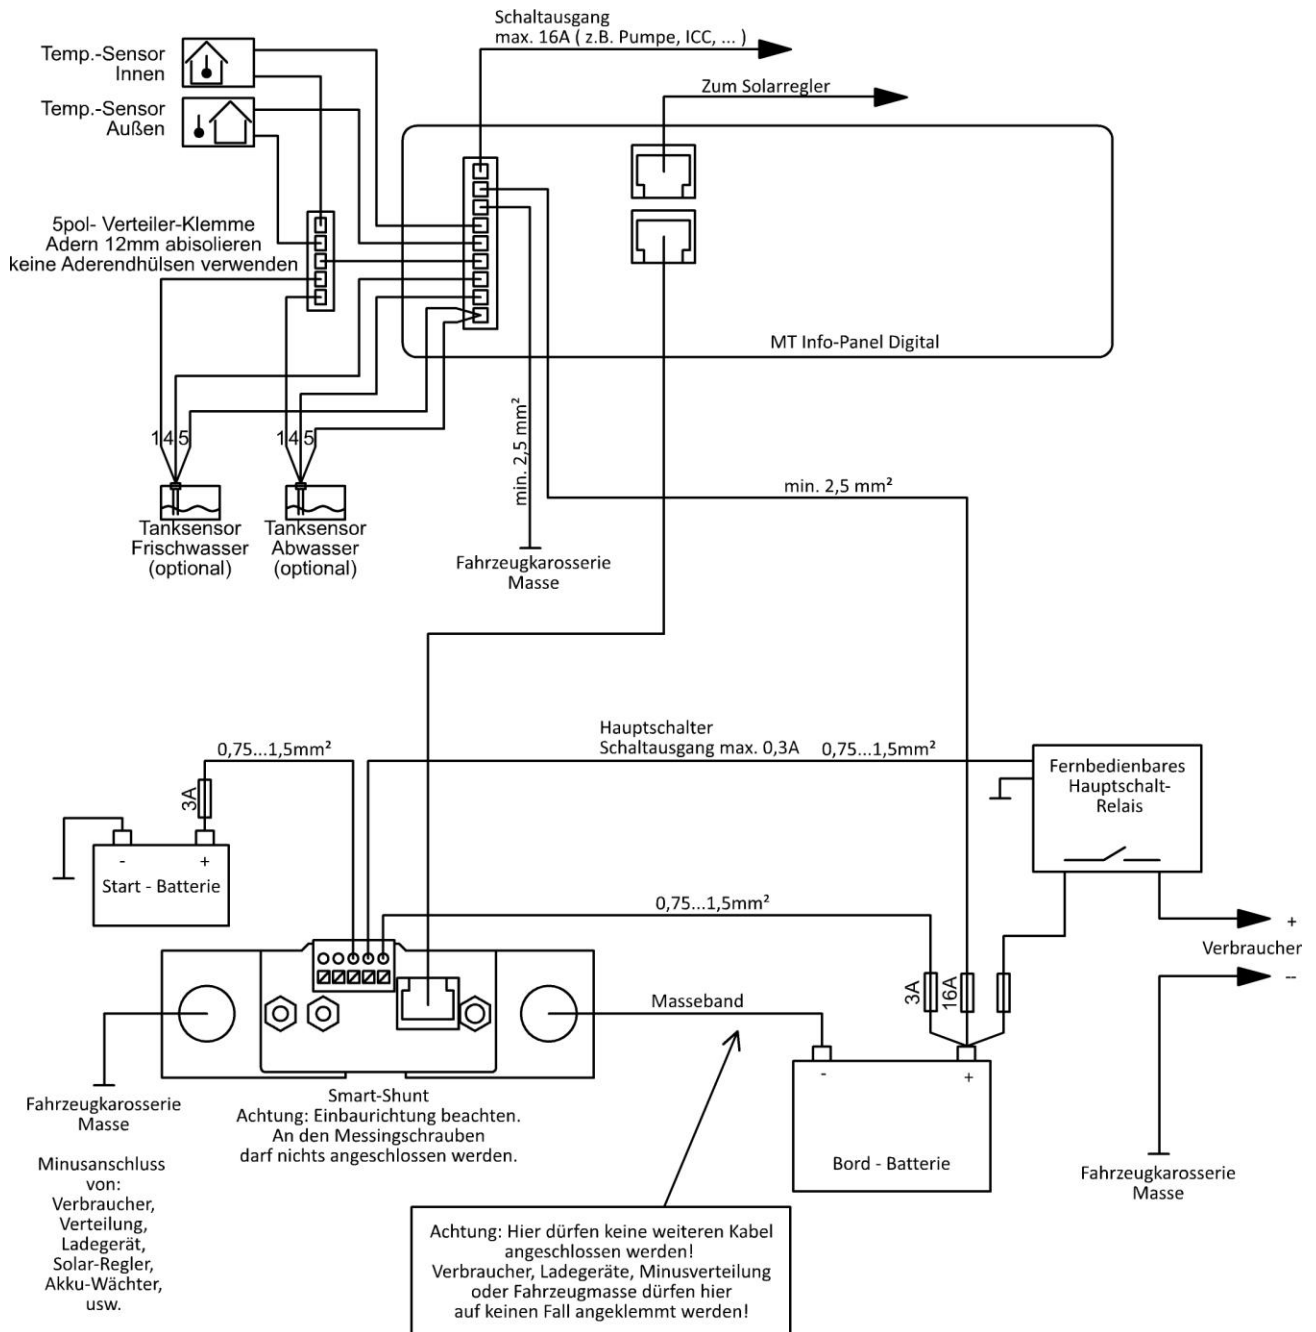 Schaltausgang
max. 16A ( z.B. Pumpe, ICC, ... )
Temp.-Sensor
Innen
Zum Solarregler
Temp.-Sensor
Außen
5pol- Verteiler-Klemme
Adern 12mm abisolieren
keine Aderendhülsen verwenden
MT Info-Panel Digital
145
145
min. 2,5 mm²
min. 2,5 mm²
Tanksensor
Frischwasser
(optional)
Tanksensor
Abwasser
(optional)
Fahrzeugkarosserie
Masse
Hauptschalter
Schaltausgang max. 0,3A
0,75...1,5mm²
0,75...1,5mm²
Fernbedienbares
Hauptschalt-
Relais
3A
- +
Start - Batterie
0,75...1,5mm²
+
Verbraucher
--
3A
16A
Masseband
- +
Bord - Batterie
Fahrzeugkarosserie
Masse
Smart-Shunt
Achtung: Einbaurichtung beachten.
An den Messingschrauben
darf nichts angeschlossen werden.
Fahrzeugkarosserie
Masse
Minusanschluss
von:
Verbraucher,
Verteilung,
Ladegerät,
Solar-Regler,
Akku-Wächter,
usw.
Achtung: Hier dürfen keine weiteren Kabel
angeschlossen werden!
Verbraucher, Ladegeräte, Minusverteilung
oder Fahrzeugmasse dürfen hier
auf keinen Fall angeklemmt werden!